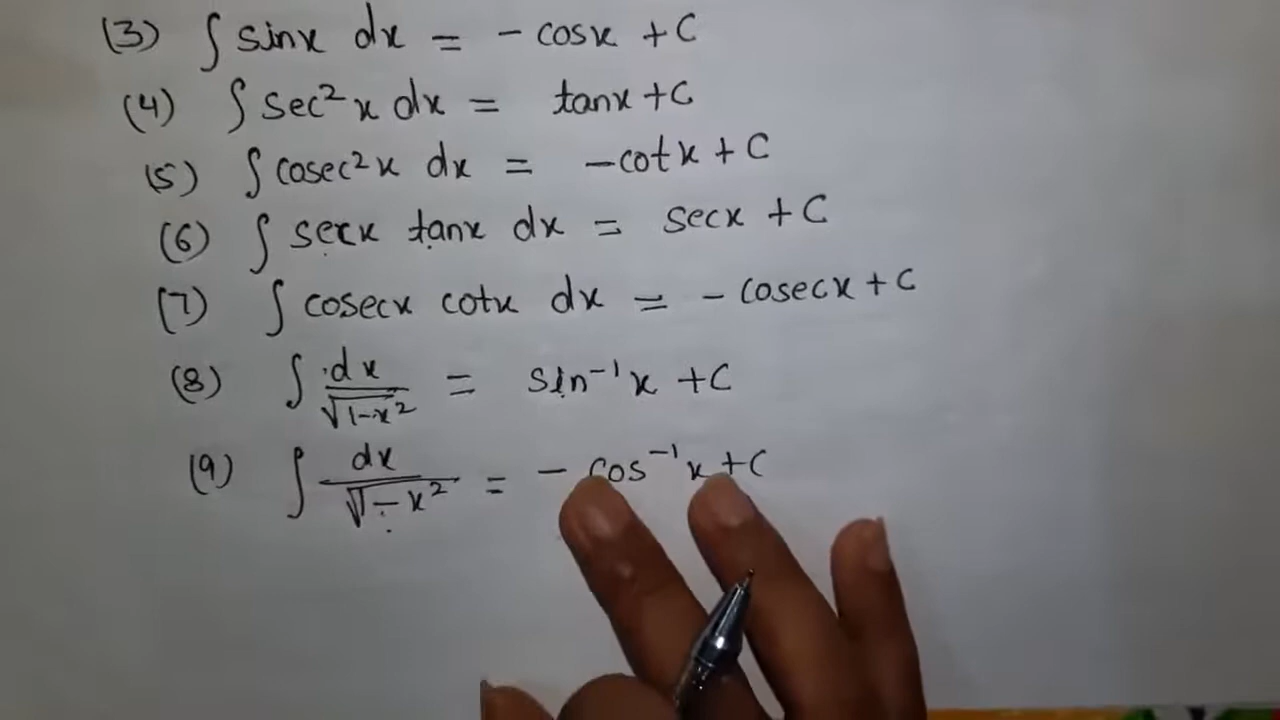 (3) ∫ sinx dx = - cosx + C
(4) ∫ sec²x dx = tanx + C
(5) ∫ cosec²x dx = -cotx + C
(6) ∫ secx tanx dx = secx + C
(7) ∫ cosecx cotx dx = - cosecx + C
(8) ∫ dx/√(1-x²) = sin⁻¹x + C
(9) ∫ dx/√(1-x²) = - cos⁻¹x + C